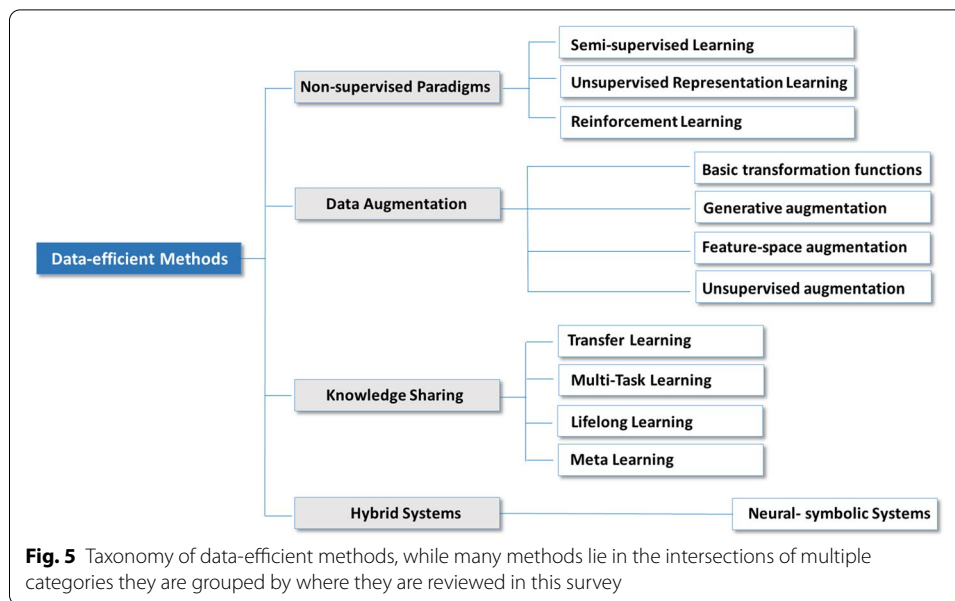 Semi-supervised Learning
Non-supervised Paradigms
Unsupervised Representation Learning
Reinforcement Learning
Basic transformation functions
Data Augmentation
Generative augmentation
Feature-space augmentation
Data-efficient Methods
Unsupervised augmentation
Transfer Learning
Multi-Task Learning
Knowledge Sharing
Lifelong Learning
Meta Learning
Hybrid Systems
Neural- symbolic Systems
Fig. 5 Taxonomy of data-efficient methods, while many methods lie in the intersections of multiple
categories they are grouped by where they are reviewed in this survey